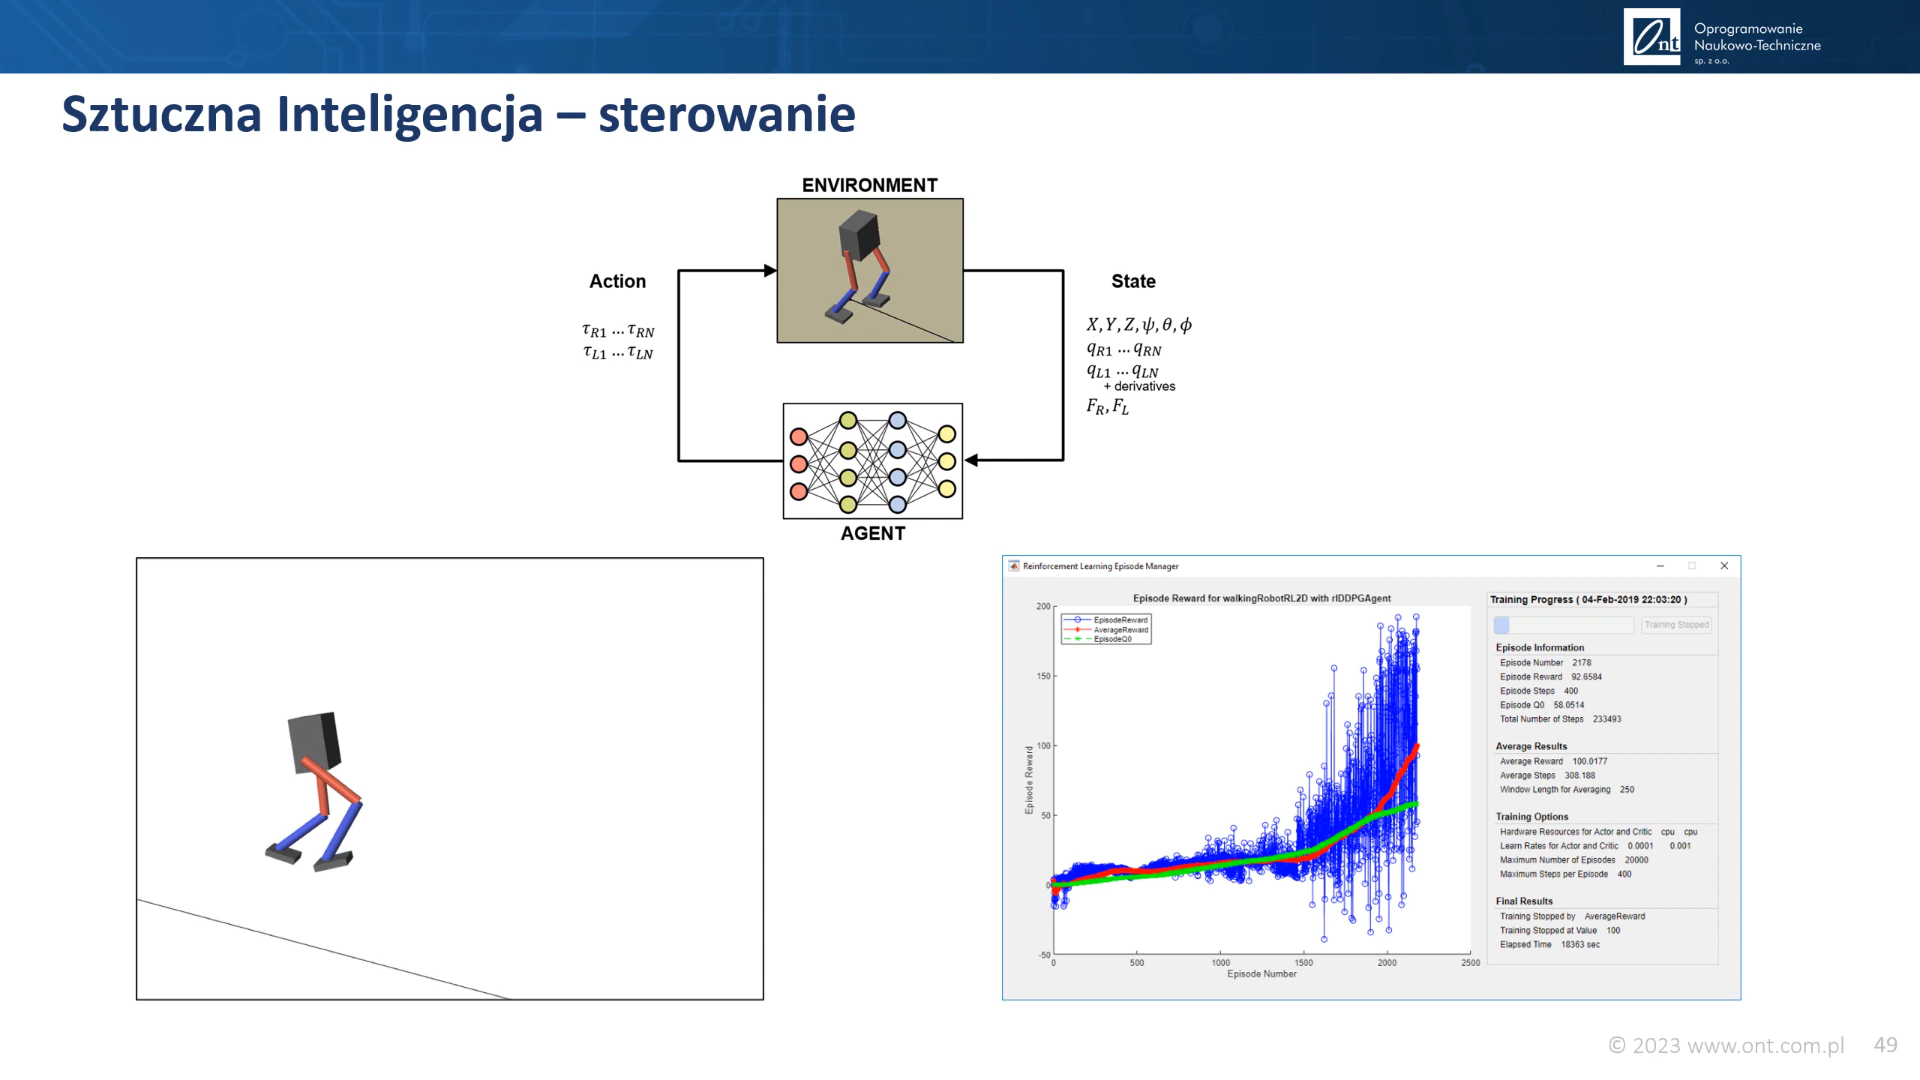 Oprogramowanie
Naukowo-Techniczne
sp. z o.o.
Ont
Sztuczna Inteligencja – sterowanie
ENVIRONMENT
Action
τR1 ... τRN
τL1 ... τLN
State
X, Y, Z, ψ, θ, ϕ
qR1 ... qRN
qL1 ... qLN
+ derivatives
FR, FL
AGENT
Reinforcement Learning Episode Manager
Episode Reward for walkingRobotRL2D with rlDDPGAgent
EpisodeReward
AverageReward
EpisodeQ0
200
150
100
50
0
-50
Episode Reward
0 500 1000 1500 2000 2500
Episode Number
Training Progress ( 04-Feb-2019 22:03:20 )
Training Stopped
Episode Information
Episode Number 2178
Episode Reward 92.6584
Episode Steps 400
Episode Q0 58.0514
Total Number of Steps 233493
Average Results
Average Reward 100.0177
Average Steps 308.188
Window Length for Averaging 250
Training Options
Hardware Resources for Actor and Critic cpu cpu
Learn Rates for Actor and Critic 0.0001 0.001
Maximum Number of Episodes 20000
Maximum Steps per Episode 400
Final Results
Training Stopped by AverageReward
Training Stopped at Value 100
Elapsed Time 18363 sec
© 2023 www.ont.com.pl 49